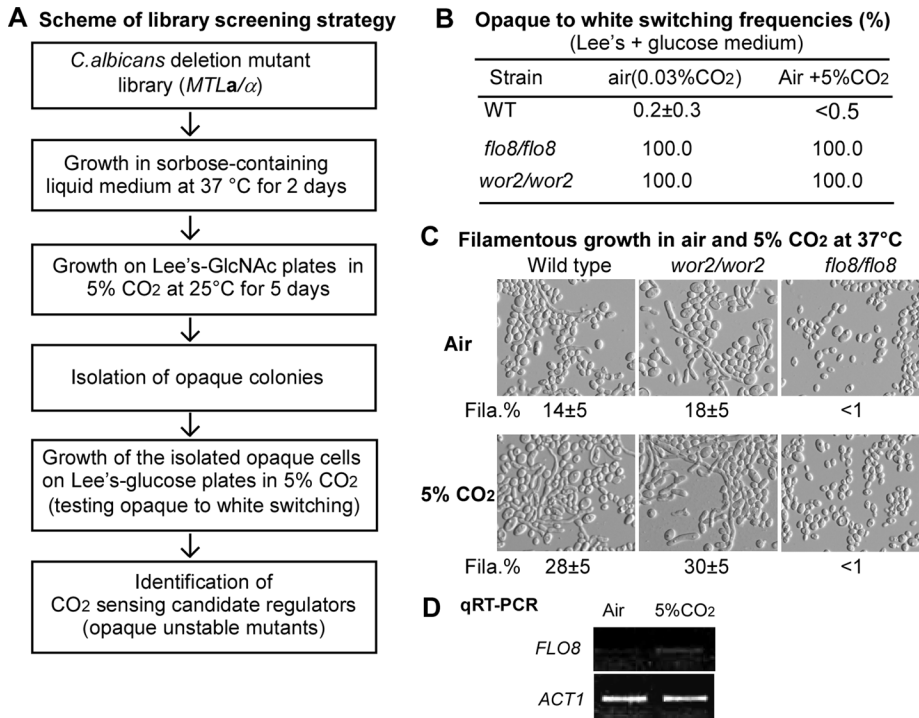 A Scheme of library screening strategy
C.albicans deletion mutant
library (MTLa/α)
Growth in sorbose-containing
liquid medium at 37 °C for 2 days
Growth on Lee's-GlcNAc plates in
5% CO2 at 25°C for 5 days
Isolation of opaque colonies
Growth of the isolated opaque cells
on Lee's-glucose plates in 5% CO2
(testing opaque to white switching)
Identification of
CO2 sensing candidate regulators
(opaque unstable mutants)
B Opaque to white switching frequencies (%)
(Lee's + glucose medium)
Strain air(0.03%CO2) Air +5%CO2
WT 0.2±0.3 <0.5
flo8/flo8 100.0 100.0
wor2/wor2 100.0 100.0
C Filamentous growth in air and 5% CO2 at 37°C
Wild type wor2/wor2 flo8/flo8
Air
Fila.% 14±5 18±5 <1
5% CO2
Fila.% 28±5 30±5 <1
D qRT-PCR Air 5%CO2
FLO8
ACT1